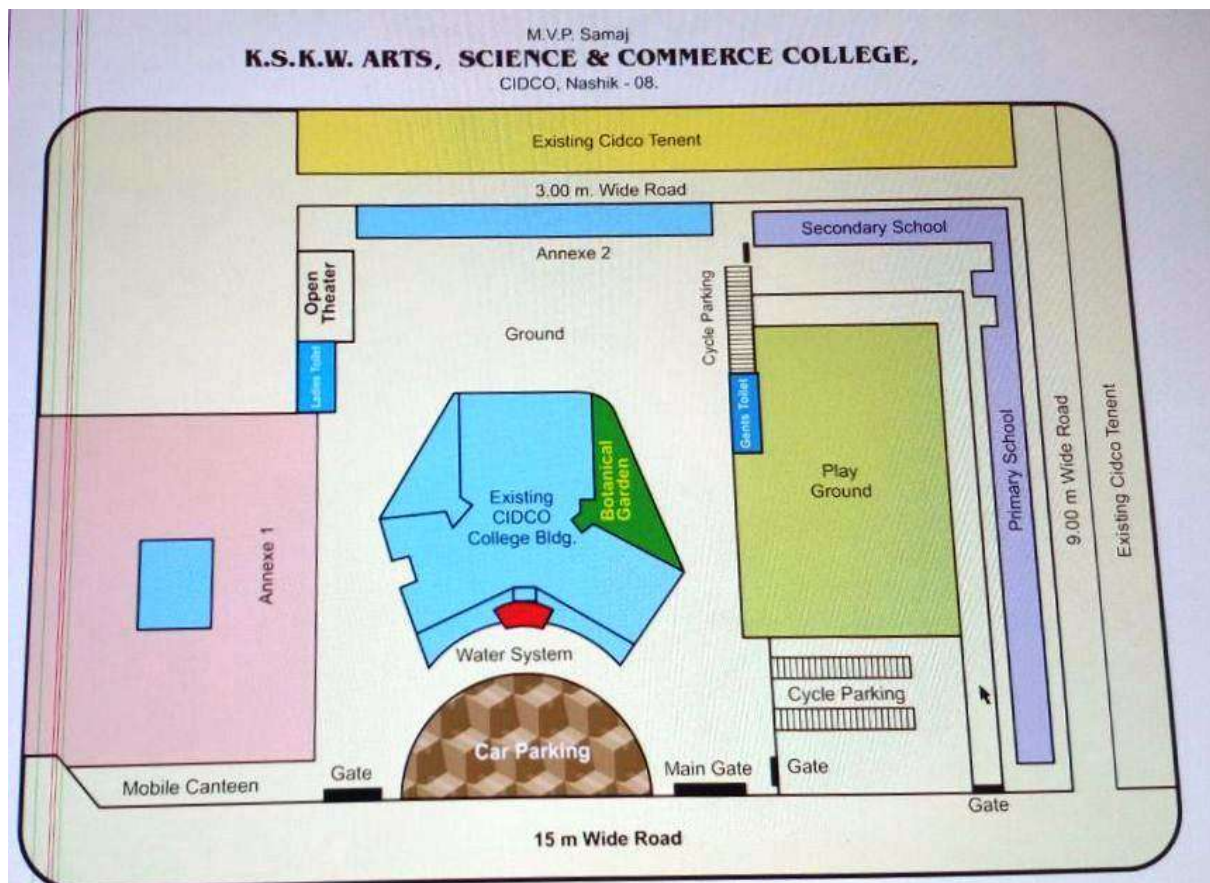 M.V.P. Samaj
K.S.K.W. ARTS, SCIENCE & COMMERCE COLLEGE,
CIDCO, Nashik - 08.
Existing Cidco Tenent
3.00 m. Wide Road
Secondary School
Annexe 2
Open
Theater
Cycle Parking
Ground
Ladies Toilet
Gents Toilet
Botanical
Garden
Existing
CIDCO
College Bldg.
Play
Ground
Primary School
9.00 m Wide Road
Existing Cidco Tenent
Annexe 1
Water System
Cycle Parking
Car Parking
Mobile Canteen
Gate
Main Gate
Gate
Gate
15 m Wide Road